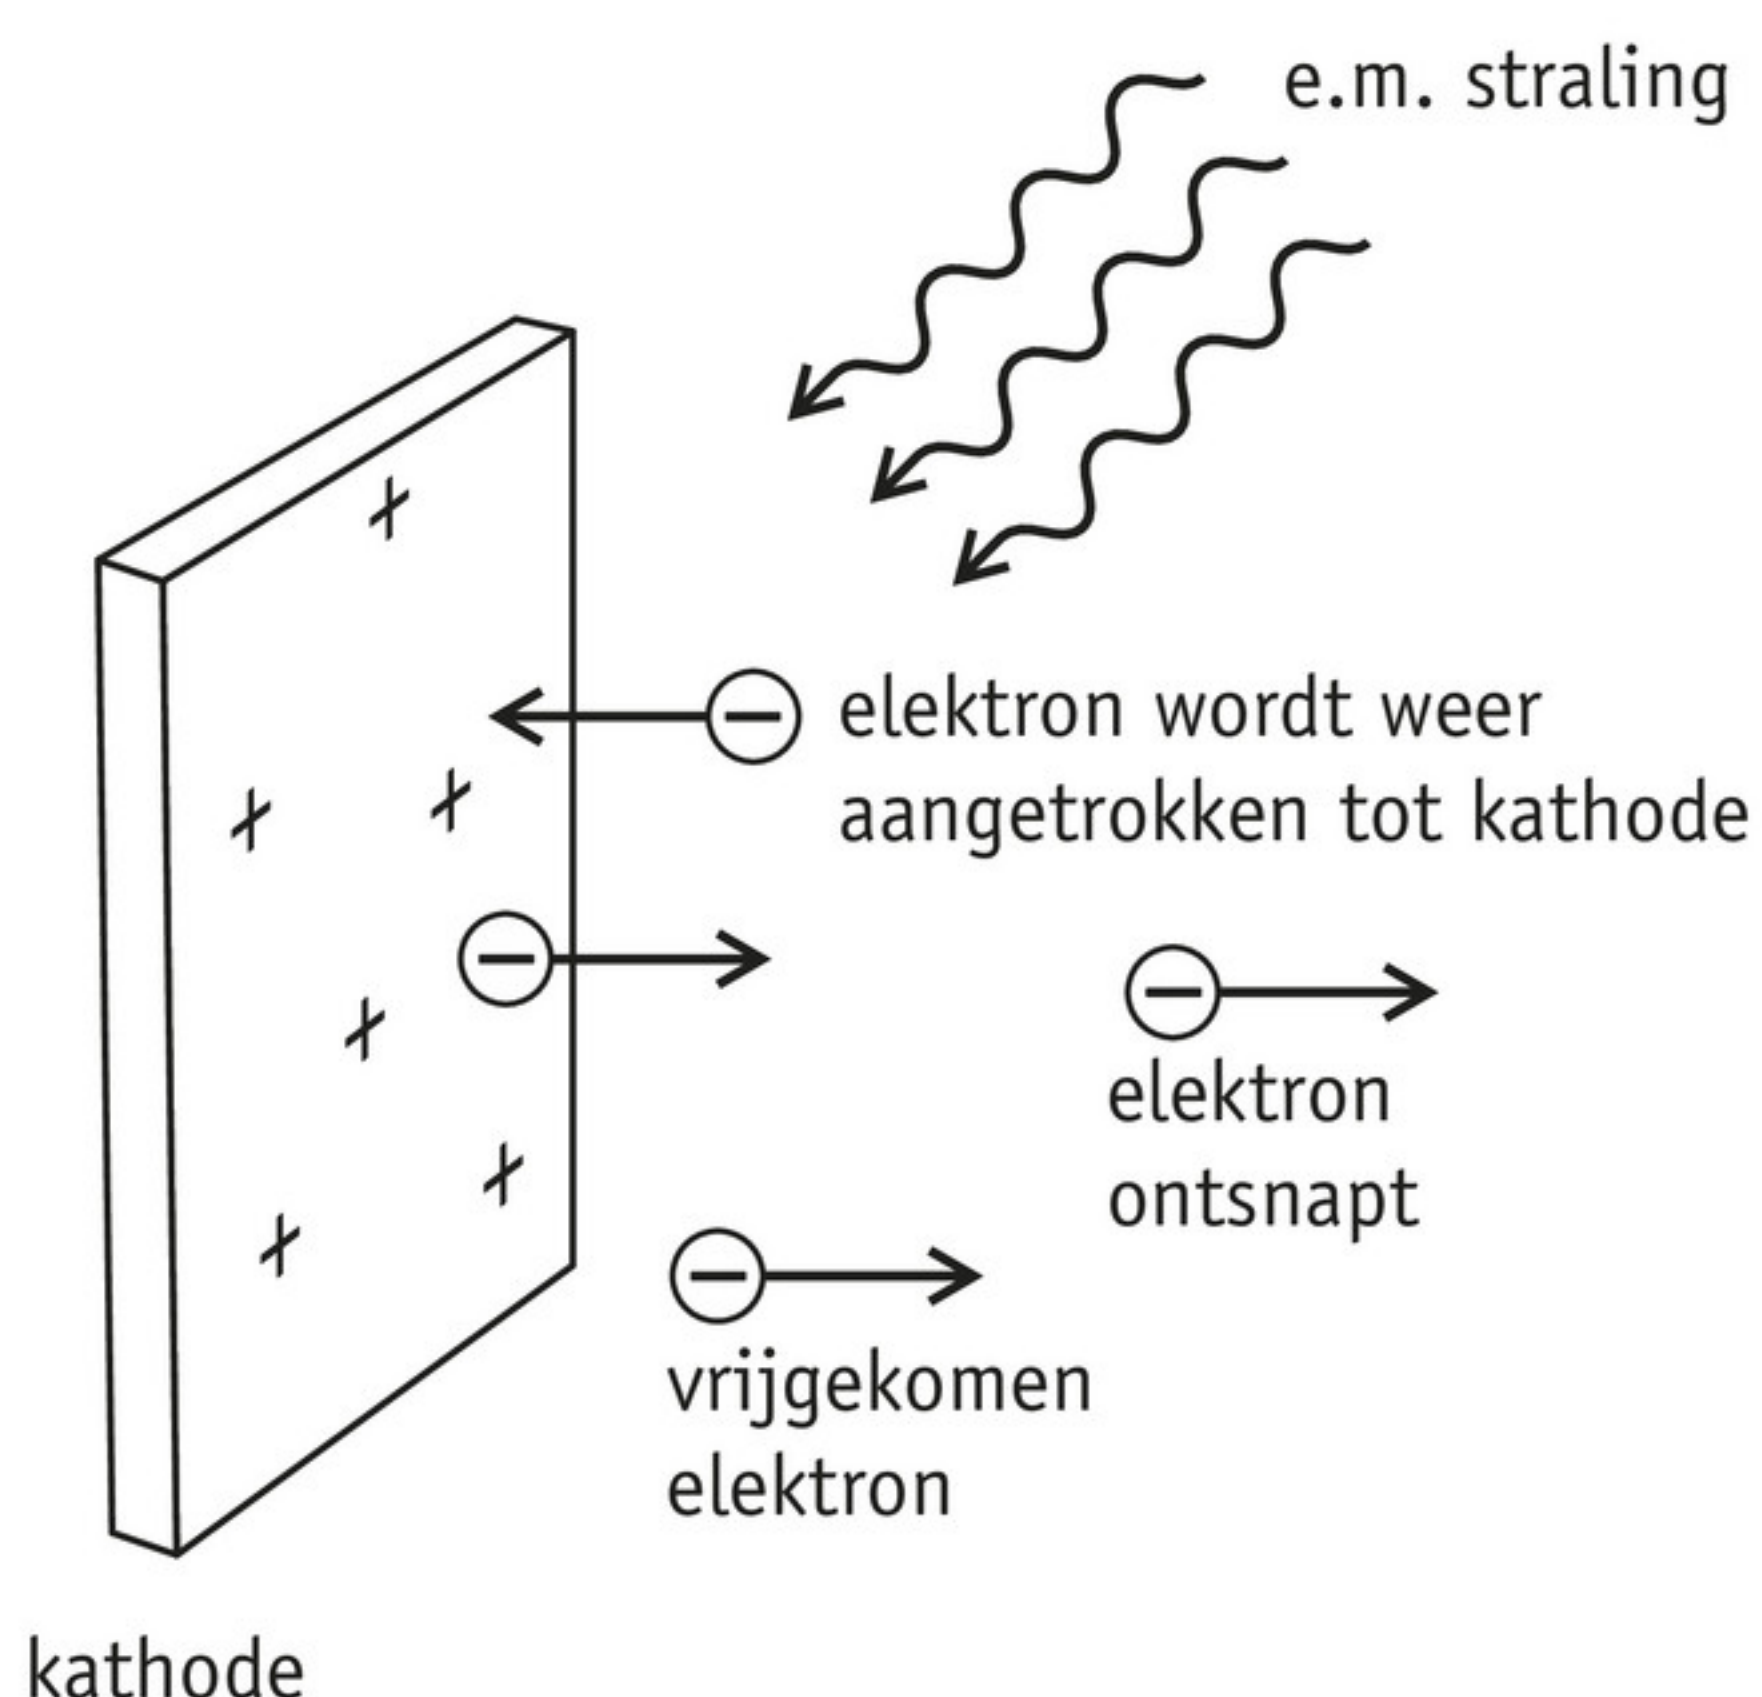 e.m. straling
elektron wordt weer
aangetrokken tot kathode
elektron
ontsnapt
vrijgekomen
elektron
kathode